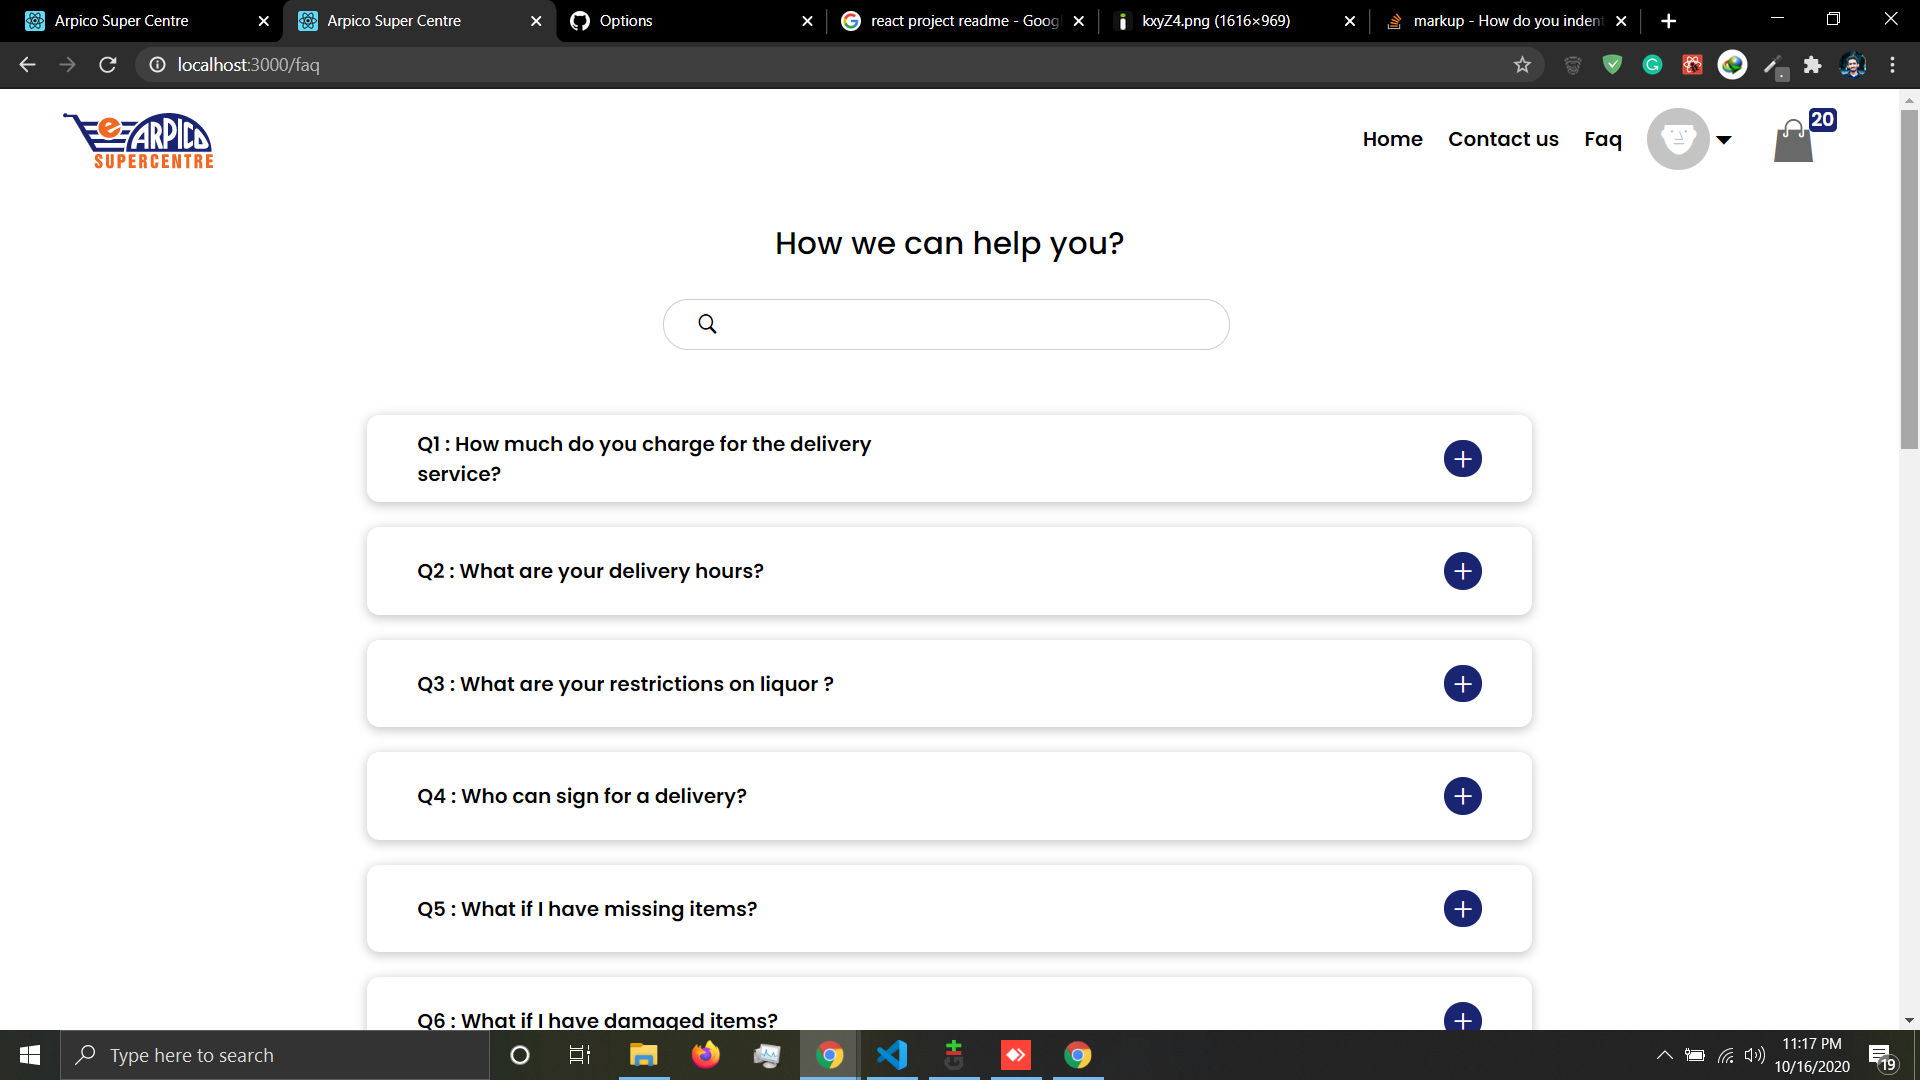 Arpico Super Centre
Arpico Super Centre
Options
react project readme - Goog
kxyZ4.png (1616×969)
markup - How do you indent
localhost:3000/faq
e ARPICO
SUPERCENTRE
Home
Contact us
Faq
20
How we can help you?
Q1 : How much do you charge for the delivery
service?
Q2 : What are your delivery hours?
Q3 : What are your restrictions on liquor ?
Q4 : Who can sign for a delivery?
Q5 : What if I have missing items?
Q6 : What if I have damaged items?
Type here to search
11:17 PM
10/16/2020
19